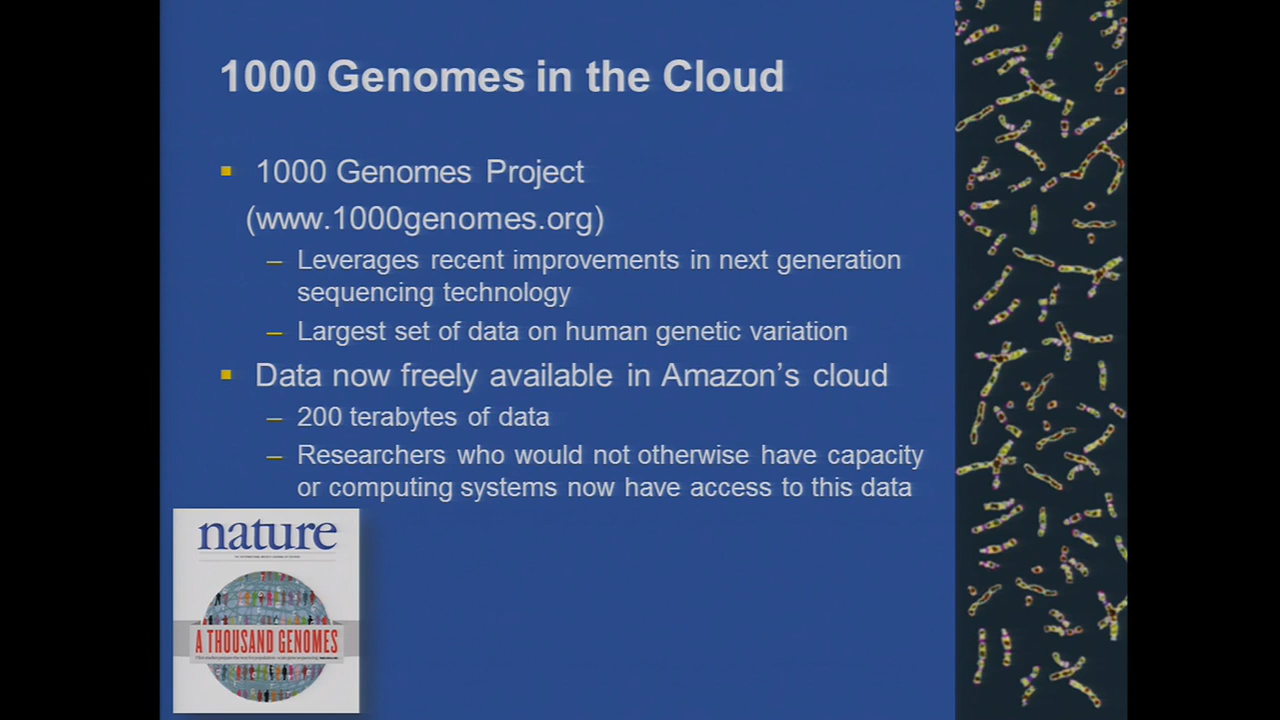 1000 Genomes in the Cloud
▪ 1000 Genomes Project
(www.1000genomes.org)
– Leverages recent improvements in next generation
sequencing technology
– Largest set of data on human genetic variation
▪ Data now freely available in Amazon’s cloud
– 200 terabytes of data
– Researchers who would not otherwise have capacity
or computing systems now have access to this data
nature
A THOUSAND GENOMES